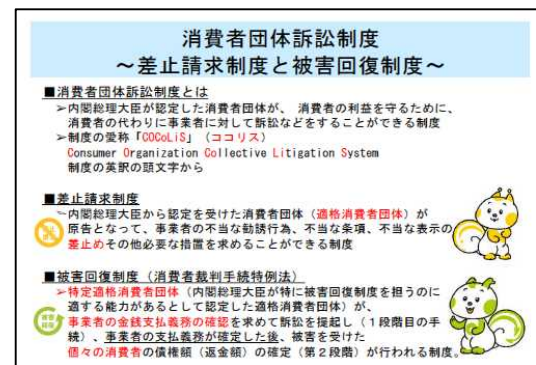 消費者団体訴訟制度
～差止請求制度と被害回復制度～
■消費者団体訴訟制度とは
➢内閣総理大臣が認定した消費者団体が、 消費者の利益を守るために、
消費者の代わりに事業者に対して訴訟などをすることができる制度
➢制度の愛称「COCoLiS」（ココリス）
Consumer Organization Collective Litigation System
制度の英訳の頭文字から
■差止請求制度
➢内閣総理大臣から認定を受けた消費者団体（適格消費者団体）が
原告となって、事業者の不当な勧誘行為、不当な条項、不当な表示の
差止めその他必要な措置を求めることができる制度
■被害回復制度（消費者裁判手続特例法）
➢特定適格消費者団体（内閣総理大臣が特に被害回復制度を担うのに
適する能力があるとして認定した適格消費者団体）が、
事業者の金銭支払義務の確認を求めて訴訟を提起し（１段階目の手
続）、事業者の支払義務が確定した後、被害を受けた
個々の消費者の債権額（返金額）の確定（第２段階）が行われる制度。
被害
回復